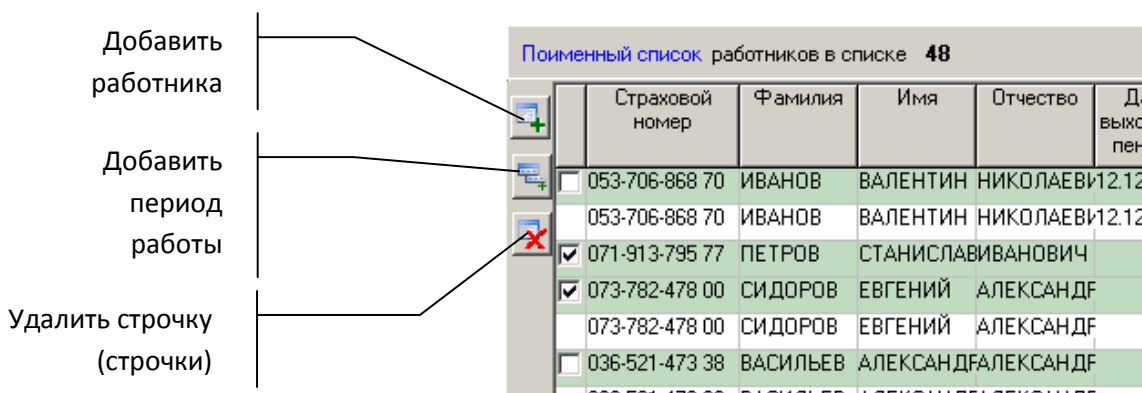 Добавить
работника
Добавить
период
работы
Удалить строчку
(строчки)
Поименный список работников в списке 48
Страховой номер Фамилия Имя Отчество
053-706-868 70 ИВАНОВ ВАЛЕНТИН НИКОЛАЕВИ 12.12
053-706-868 70 ИВАНОВ ВАЛЕНТИН НИКОЛАЕВИ 12.12
071-913-795 77 ПЕТРОВ СТАНИСЛАВ ИВАНОВИЧ
073-782-478 00 СИДОРОВ ЕВГЕНИЙ АЛЕКСАНДР
073-782-478 00 СИДОРОВ ЕВГЕНИЙ АЛЕКСАНДР
036-521-473 38 ВАСИЛЬЕВ АЛЕКСАНДР АЛЕКСАНДР